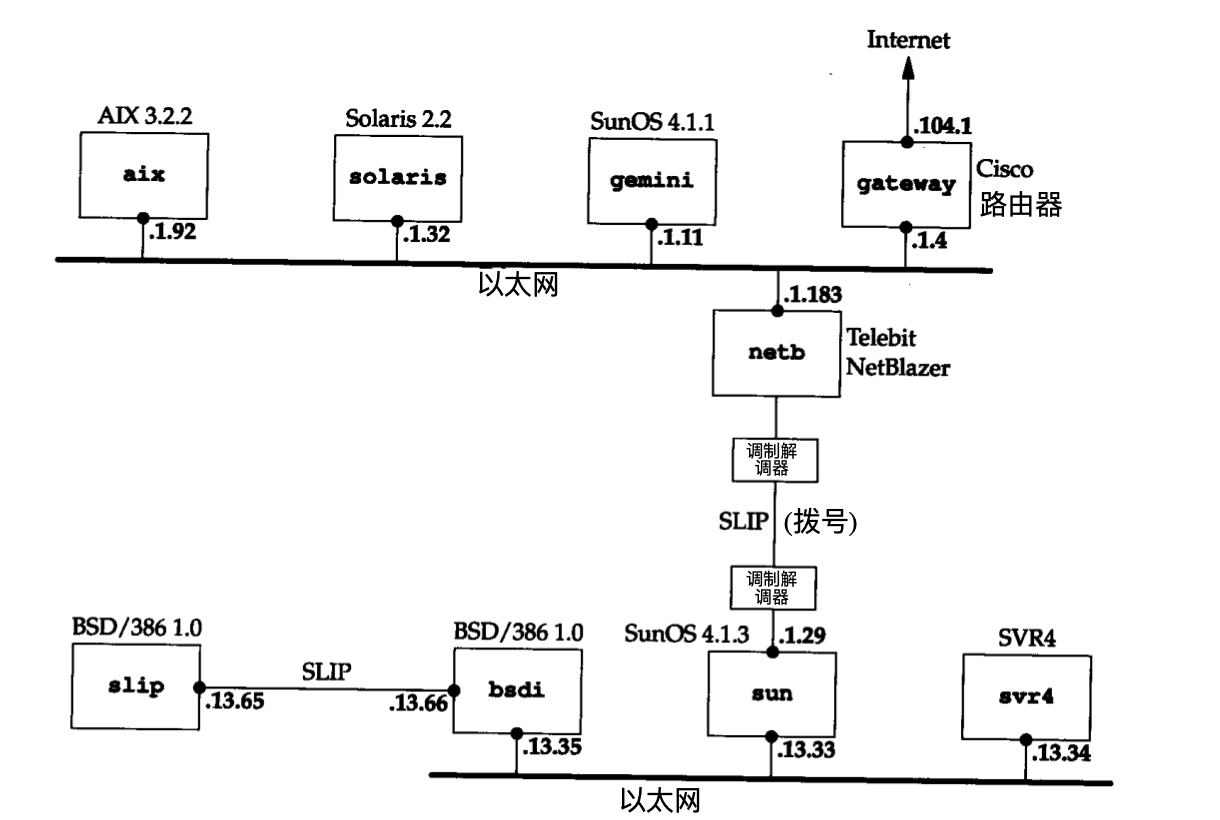 Internet
.104.1
AIX 3.2.2
Solaris 2.2
SunOS 4.1.1
aix
solaris
gemini
gateway
Cisco
路由器
.1.92
.1.32
.1.11
.1.4
以太网
.1.183
netb
Telebit
NetBlazer
调制解
调器
SLIP (拨号)
调制解
调器
BSD/386 1.0
BSD/386 1.0
SunOS 4.1.3
.1.29
SVR4
slip
SLIP
bsdi
sun
svr4
.13.65
.13.66
.13.35
.13.33
.13.34
以太网